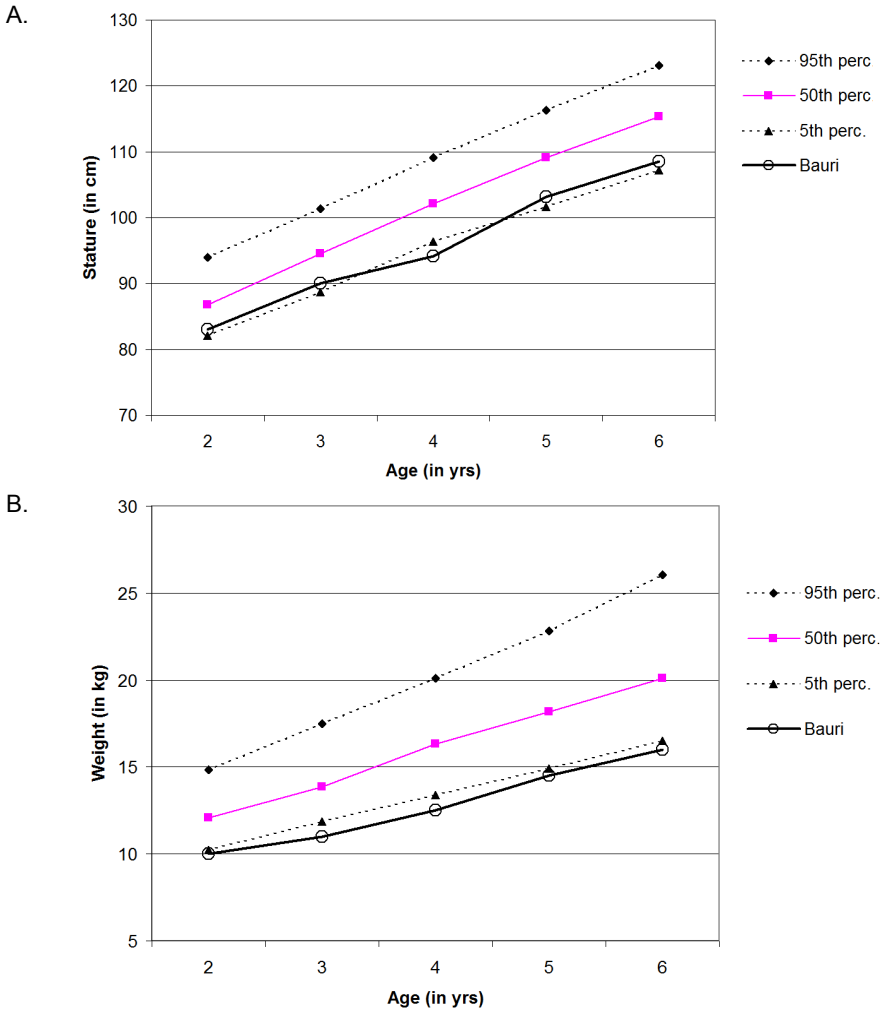 A.
130
120
110
100
90
80
70
Stature (in cm)
2 3 4 5 6
Age (in yrs)
95th perc
50th perc
5th perc.
Bauri
B.
30
25
20
15
10
5
Weight (in kg)
2 3 4 5 6
Age (in yrs)
95th perc.
50th perc.
5th perc.
Bauri